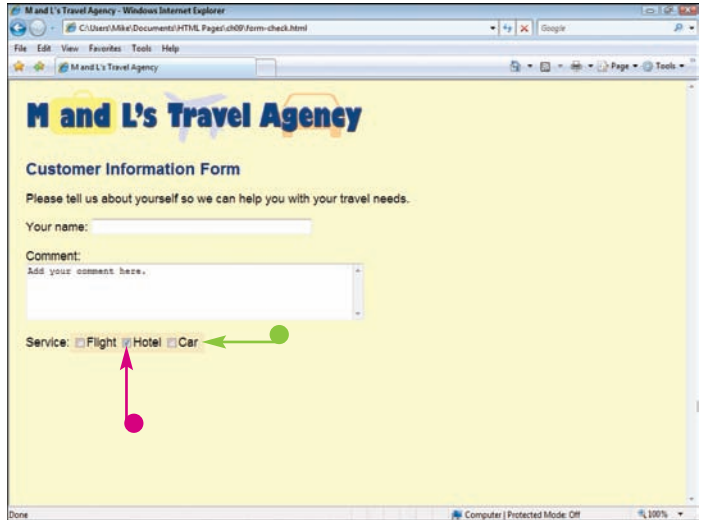 M and L's Travel Agency - Windows Internet Explorer
C:\Users\Mike\Documents\HTML Pages\ch09\form-check.html
Google
File Edit View Favorites Tools Help
M and L's Travel Agency
Page Tools
M and L's Travel Agency
Customer Information Form
Please tell us about yourself so we can help you with your travel needs.
Your name:
Comment:
Add your comment here.
Service: Flight Hotel Car
Done
Computer | Protected Mode: Off
100%